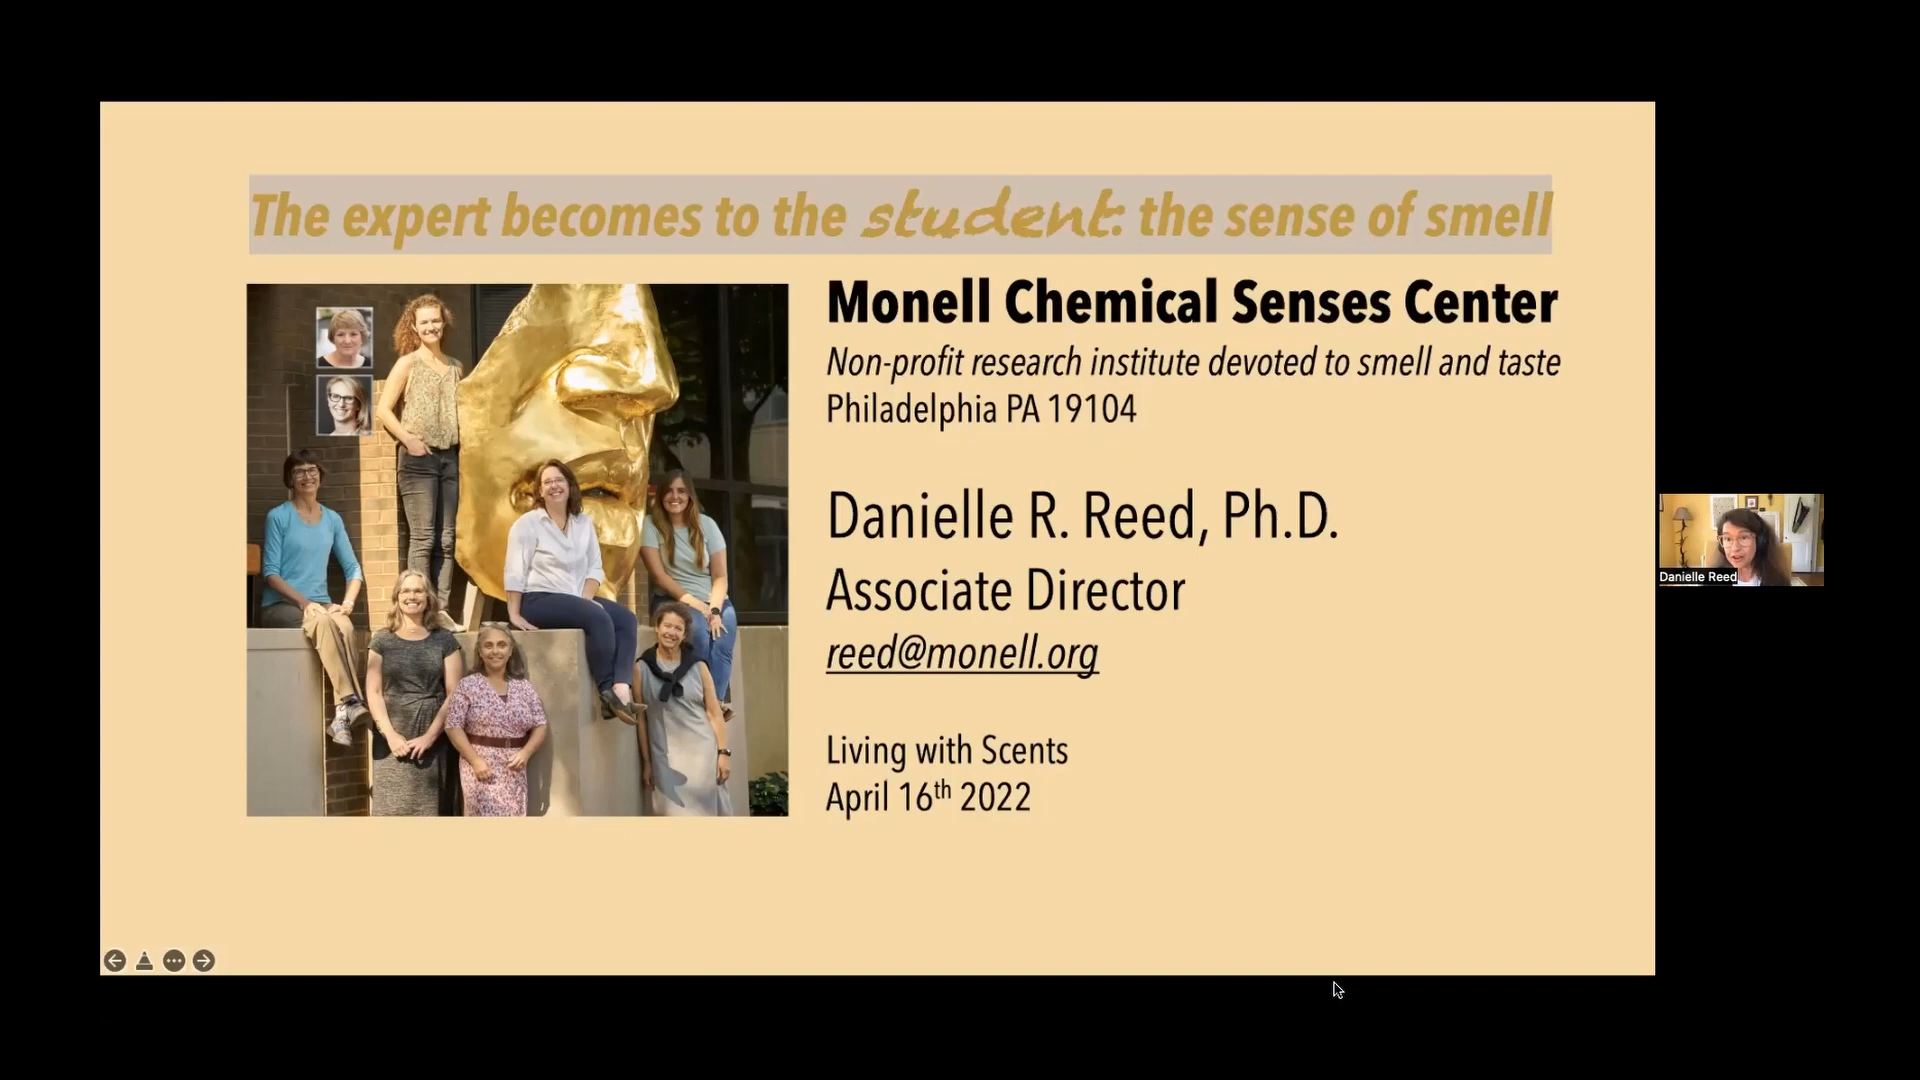 The expert becomes to the student: the sense of smell
Monell Chemical Senses Center
Non-profit research institute devoted to smell and taste
Philadelphia PA 19104
Danielle R. Reed, Ph.D.
Associate Director
reed@monell.org
Living with Scents
April 16th 2022
Danielle Reed